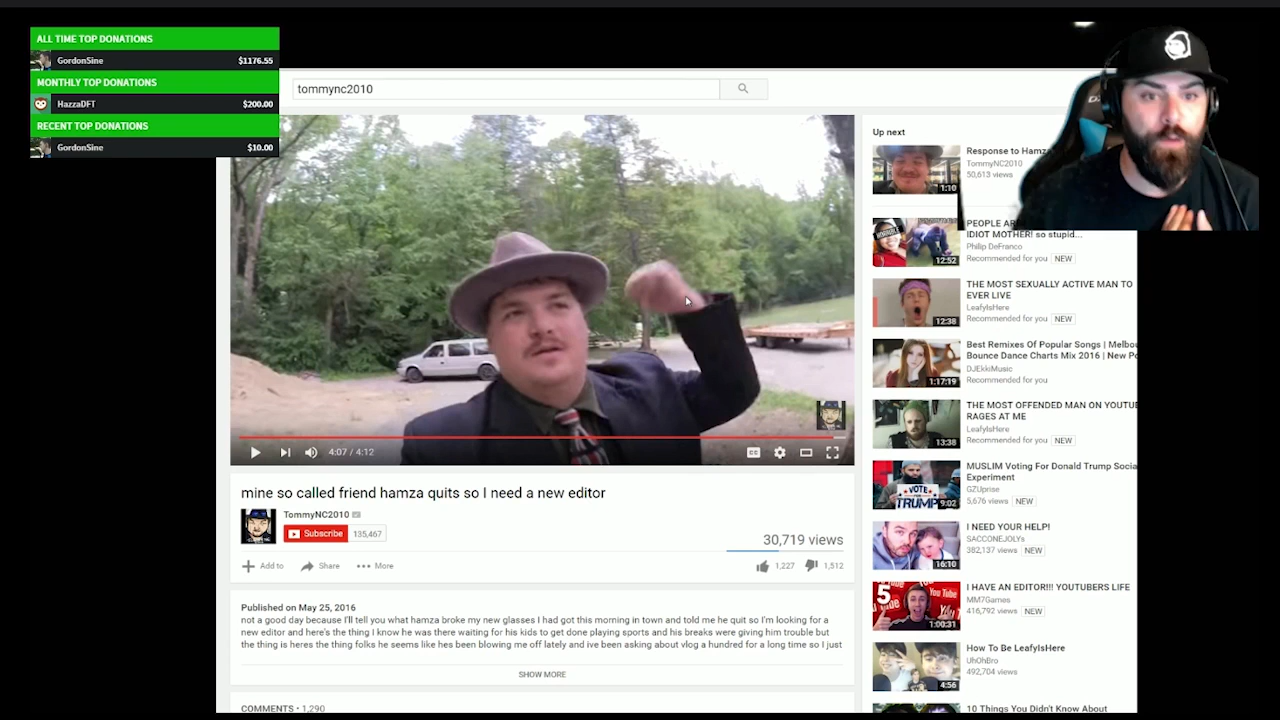 ALL TIME TOP DONATIONS
GordonSine $1176.55
MONTHLY TOP DONATIONS
HazzaDFT $200.00
RECENT TOP DONATIONS
GordonSine $10.00
tommync2010
4:07 / 4:12
CC
mind so called friend hamza quits so I need a new editor
TommyNC2010
Subscribe 135,467
30,719 views
Add to Share More
1,227 1,512
Published on May 25, 2016
not a good day because I'll tell you what hamza broke my new glasses I had got this morning in town and told me he quit so I'm looking for a
new editor and here's the thing I know he was there waiting for his kids to get done playing sports and his breaks were giving him trouble but
the thing is heres the thing folks he seems like hes been blowing me off lately and ive been asking about vlog a hundred for a long time so I just
SHOW MORE
COMMENTS • 1,290
Up next
Response to Hamza
TommyNC2010
50,613 views
1:10
PEOPLE
IDIOT MOTHER! so stupid...
Philip DeFranco
Recommended for you NEW
12:52
THE MOST SEXUALLY ACTIVE MAN TO
EVER LIVE
LeafyIsHere
Recommended for you NEW
12:38
Best Remixes Of Popular Songs | Melbou
Bounce Dance Charts Mix 2016 | New Po
DJEkkiMusic
Recommended for you
1:17:19
THE MOST OFFENDED MAN ON YOUTUE
RAGES AT ME
LeafyIsHere
Recommended for you NEW
13:38
MUSLIM Voting For Donald Trump Socia
Experiment
GZUprise
5,676 views NEW
VOTE
TRUMP
9:02
I NEED YOUR HELP!
SACCONEJOLYs
382,137 views NEW
16:10
I HAVE AN EDITOR!!! YOUTUBERS LIFE
MM7Games
416,792 views NEW
5
1:00:31
How To Be LeafyIsHere
UhOhBro
492,704 views
4:56
10 Things You Didn't Know About